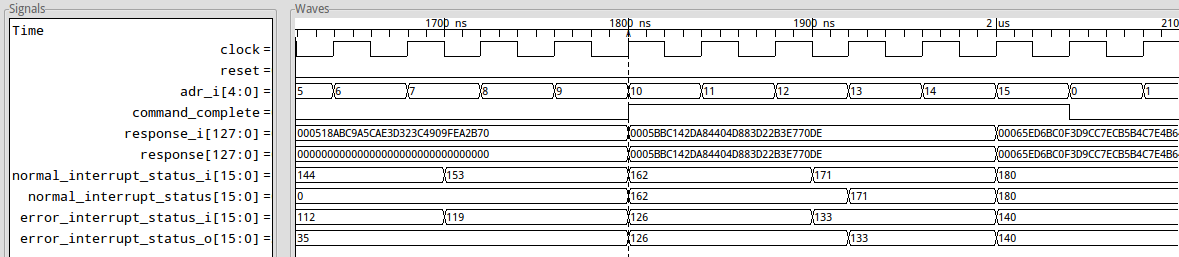 Signals
Waves
Time
1700 ns 1800 ns 1900 ns 2 us 210
clock =
reset =
adr_i[4:0] = 5 6 7 8 9 10 11 12 13 14 15 0 1
command_complete =
response_i[127:0] = 000518ABC9A5CAE3D323C4909FEA2B70 0005BBC142DA84404D883D22B3E770DE 00065ED6BC0F3D9CC7ECB5B4C7E4B6
response[127:0] = 00000000000000000000000000000000 0005BBC142DA84404D883D22B3E770DE 00065ED6BC0F3D9CC7ECB5B4C7E4B6
normal_interrupt_status_i[15:0] = 144 153 162 171 180
normal_interrupt_status[15:0] = 0 162 171 180
error_interrupt_status_i[15:0] = 112 119 126 133 140
error_interrupt_status_o[15:0] = 35 126 133 140